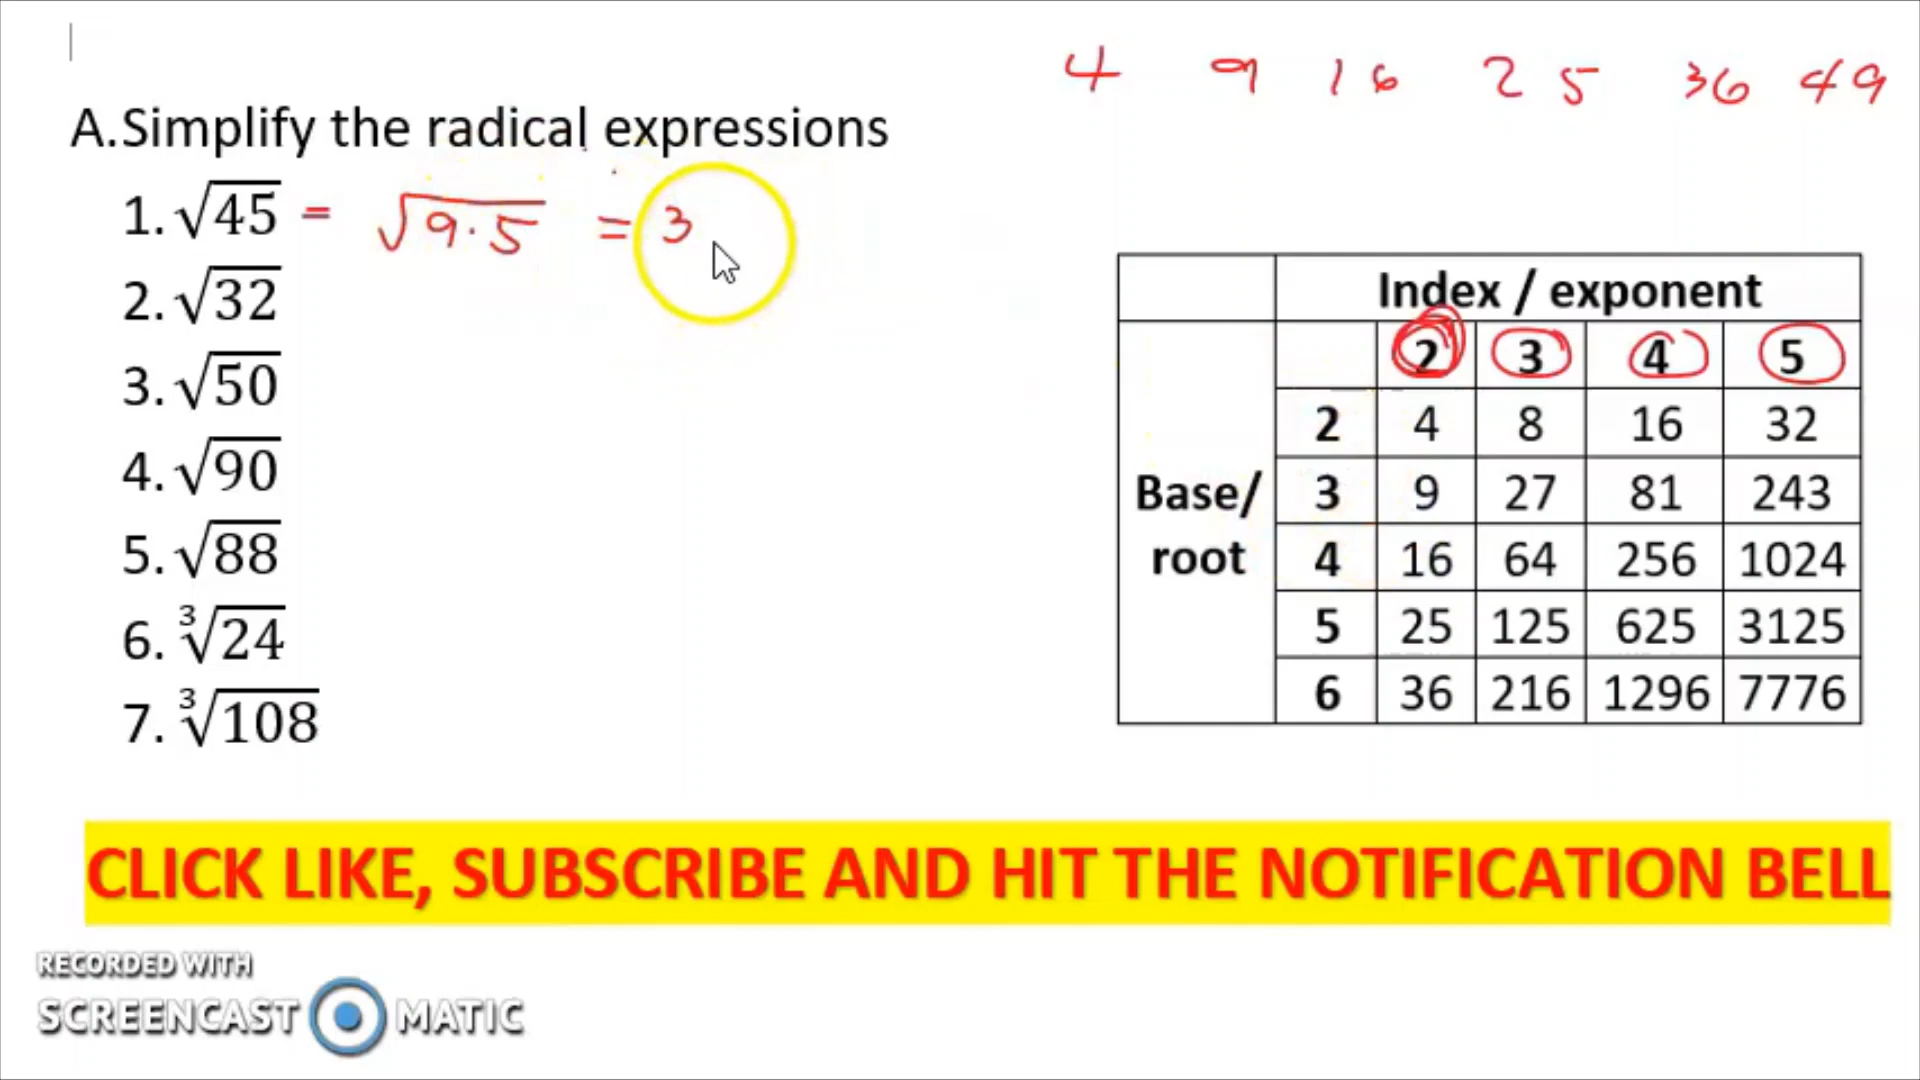 4 9 16 25 36 49
A.Simplify the radical expressions
1. √45 = √9·5 = 3
2. √32
3. √50
4. √90
5. √88
6. ∛24
7. ∛108
Index / exponent
2 3 4 5
Base/
root
2 4 8 16 32
3 9 27 81 243
4 16 64 256 1024
5 25 125 625 3125
6 36 216 1296 7776
CLICK LIKE, SUBSCRIBE AND HIT THE NOTIFICATION BELL
RECORDED WITH
SCREENCAST MATIC